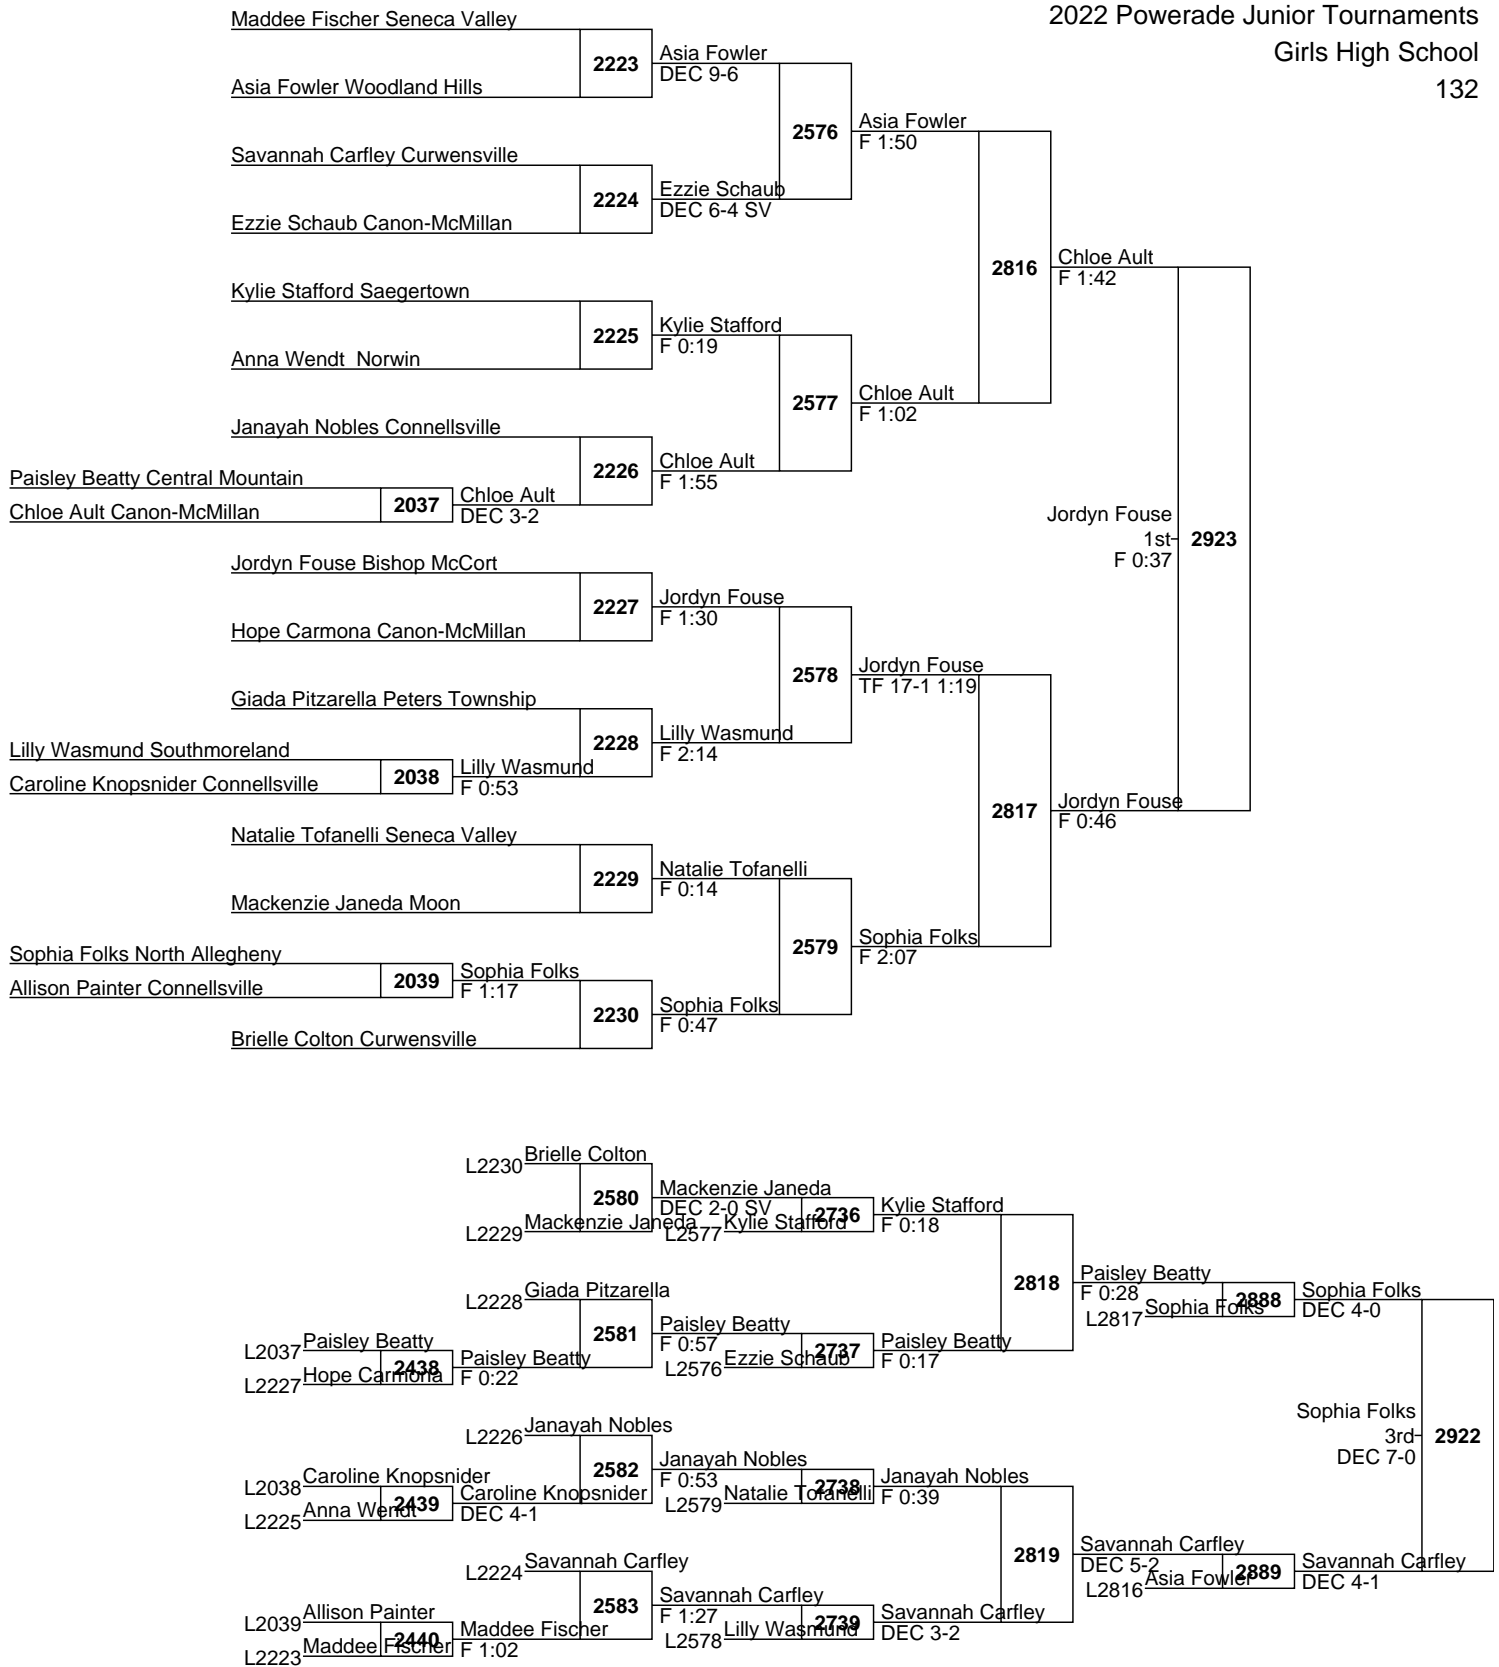 2022 Powerade Junior Tournaments
Girls High School
132
Maddee Fischer Seneca Valley
2223
Asia Fowler
DEC 9-6
Asia Fowler Woodland Hills
2576
Asia Fowler
F 1:50
Savannah Carfley Curwensville
2224
Ezzie Schaub
DEC 6-4 SV
Ezzie Schaub Canon-McMillan
2816
Chloe Ault
F 1:42
Kylie Stafford Saegertown
2225
Kylie Stafford
F 0:19
Anna Wendt  Norwin
2577
Chloe Ault
F 1:02
Janayah Nobles Connellsville
2226
Chloe Ault
F 1:55
Paisley Beatty Central Mountain
2037
Chloe Ault
DEC 3-2
Chloe Ault Canon-McMillan
Jordyn Fouse
1st
F 0:37
2923
Jordyn Fouse Bishop McCort
2227
Jordyn Fouse
F 1:30
Hope Carmona Canon-McMillan
2578
Jordyn Fouse
TF 17-1 1:19
Giada Pitzarella Peters Township
2228
Lilly Wasmund
F 2:14
Lilly Wasmund Southmoreland
2038
Lilly Wasmund
F 0:53
Caroline Knopsnider Connellsville
2817
Jordyn Fouse
F 0:46
Natalie Tofanelli Seneca Valley
2229
Natalie Tofanelli
F 0:14
Mackenzie Janeda Moon
2579
Sophia Folks
F 2:07
Sophia Folks North Allegheny
2039
Sophia Folks
F 1:17
Allison Painter Connellsville
2230
Sophia Folks
F 0:47
Brielle Colton Curwensville
L2230
Brielle Colton
2580
Mackenzie Janeda
DEC 2-0 SV
L2229
Mackenzie Janeda
L2577
Kylie Stafford
2736
Kylie Stafford
F 0:18
2818
Paisley Beatty
F 0:28
L2817
Sophia Folks
2888
Sophia Folks
DEC 4-0
L2228
Giada Pitzarella
2581
Paisley Beatty
F 0:57
L2576
Ezzie Schaub
2737
Paisley Beatty
F 0:17
L2037
Paisley Beatty
2438
Paisley Beatty
F 0:22
L2227
Hope Carmona
Sophia Folks
3rd
DEC 7-0
2922
L2226
Janayah Nobles
2582
Janayah Nobles
F 0:53
L2579
Natalie Tofanelli
2738
Janayah Nobles
F 0:39
L2038
Caroline Knopsnider
2439
Caroline Knopsnider
DEC 4-1
L2225
Anna Wendt
2819
Savannah Carfley
DEC 5-2
L2816
Asia Fowler
2889
Savannah Carfley
DEC 4-1
L2224
Savannah Carfley
2583
Savannah Carfley
F 1:27
L2578
Lilly Wasmund
2739
Savannah Carfley
DEC 3-2
L2039
Allison Painter
2440
Maddee Fischer
F 1:02
L2223
Maddee Fischer